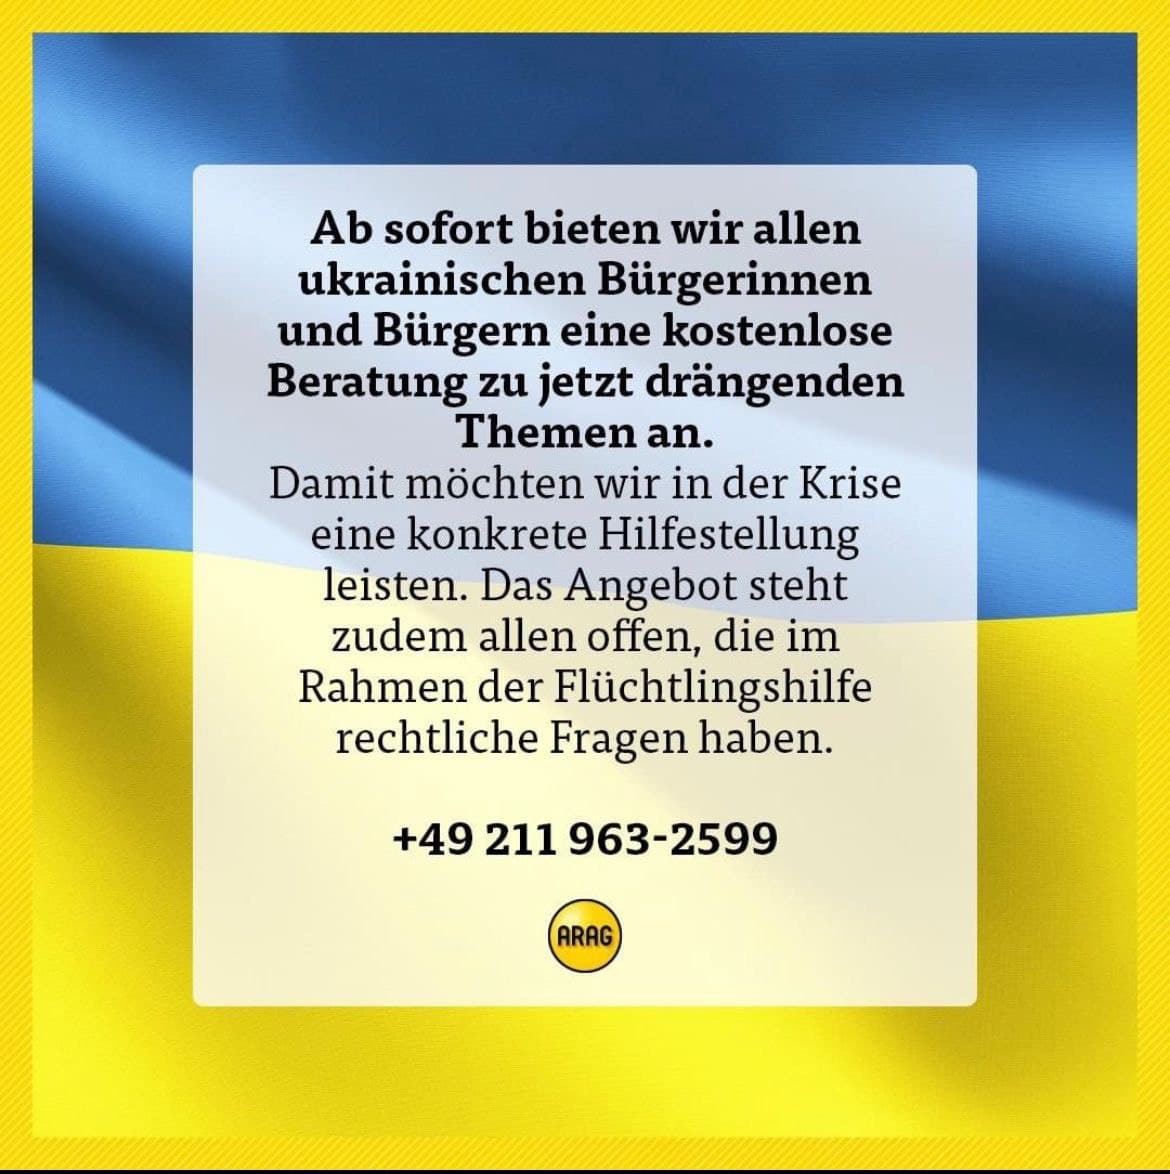 Ab sofort bieten wir allen
ukrainischen Bürgerinnen
und Bürgern eine kostenlose
Beratung zu jetzt drängenden
Themen an.
Damit möchten wir in der Krise
eine konkrete Hilfestellung
leisten. Das Angebot steht
zudem allen offen, die im
Rahmen der Flüchtlingshilfe
rechtliche Fragen haben.
+49 211 963-2599
ARAG